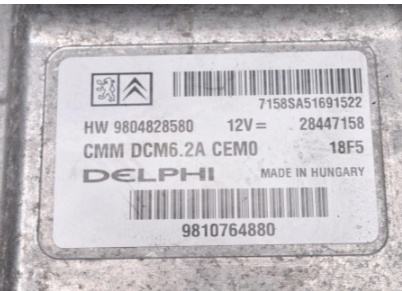 7158SA51691522
HW 9804828580 12V= 28447158
CMM DCM6.2A CEM0 18F5
DELPHI MADE IN HUNGARY
9810764880